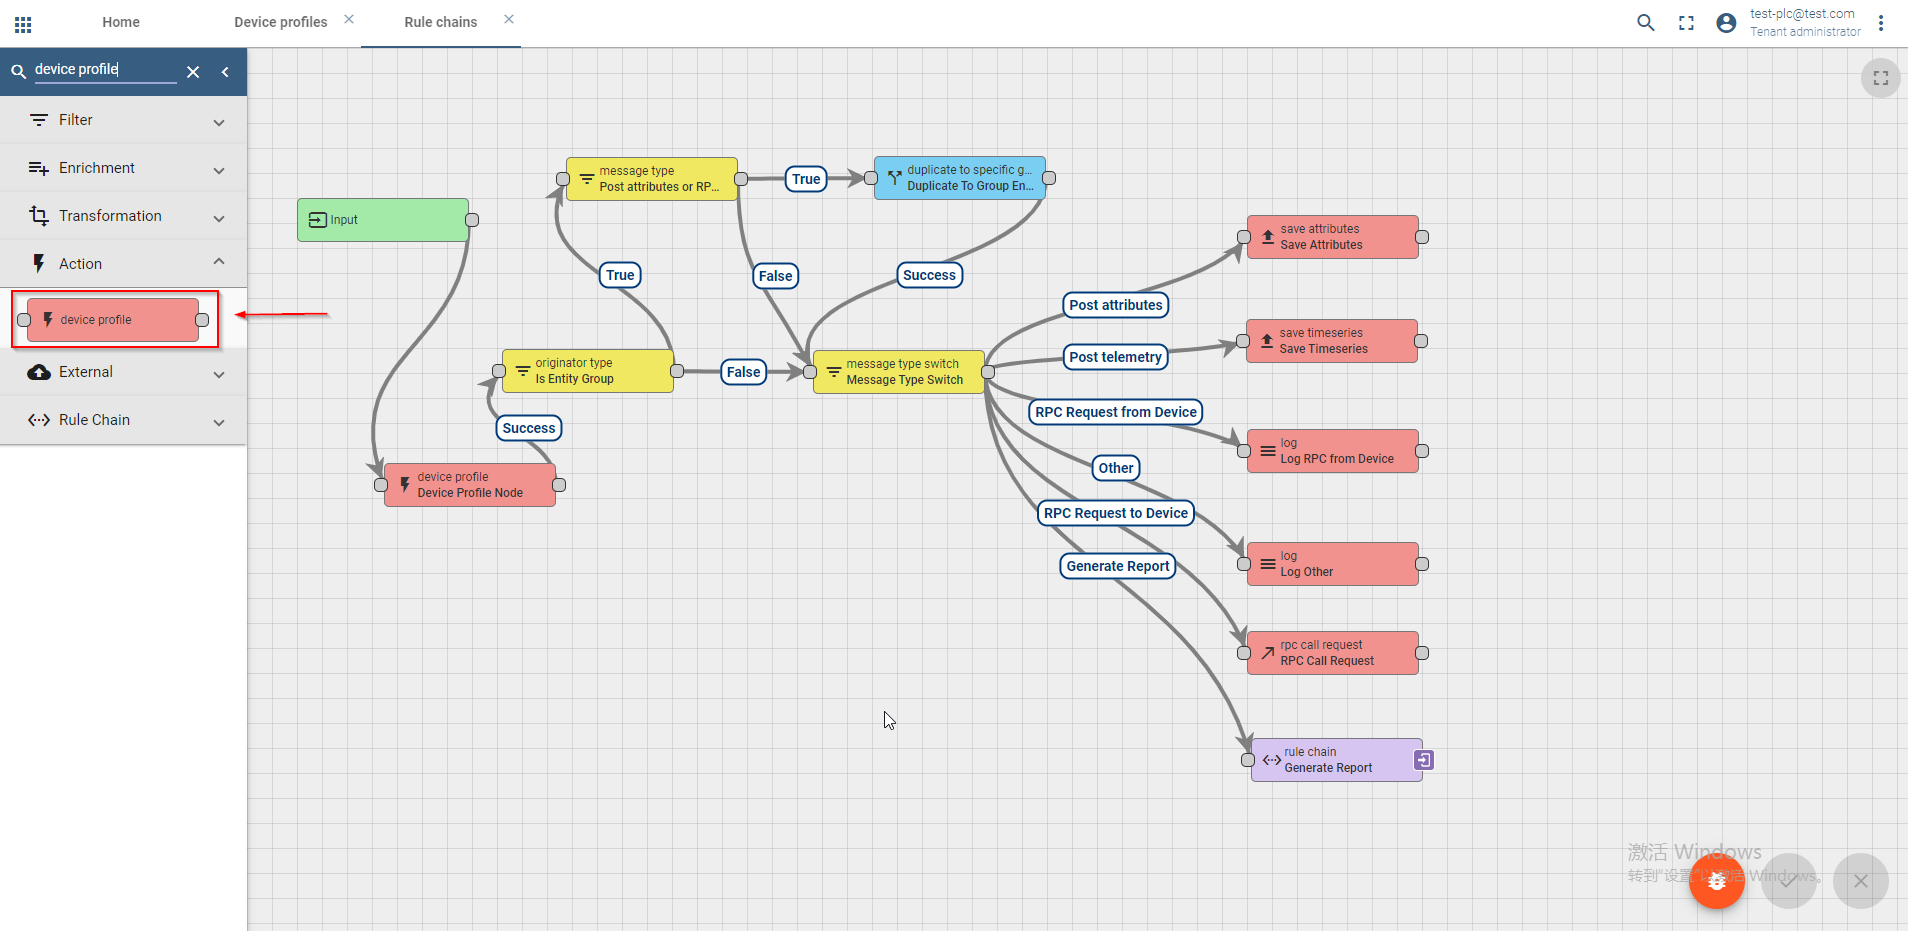 Home
Device profiles
Rule chains
test-plc@test.com
Tenant administrator
device profile
Filter
Enrichment
Transformation
Action
device profile
External
Rule Chain
Input
message type
Post attributes or RP...
True
duplicate to specific g...
Duplicate To Group En...
True
False
Success
originator type
Is Entity Group
False
message type switch
Message Type Switch
Success
device profile
Device Profile Node
Post attributes
Post telemetry
RPC Request from Device
Other
RPC Request to Device
Generate Report
save attributes
Save Attributes
save timeseries
Save Timeseries
log
Log RPC from Device
log
Log Other
rpc call request
RPC Call Request
rule chain
Generate Report
激活 Windows
转到"设置"以激活 Windows。